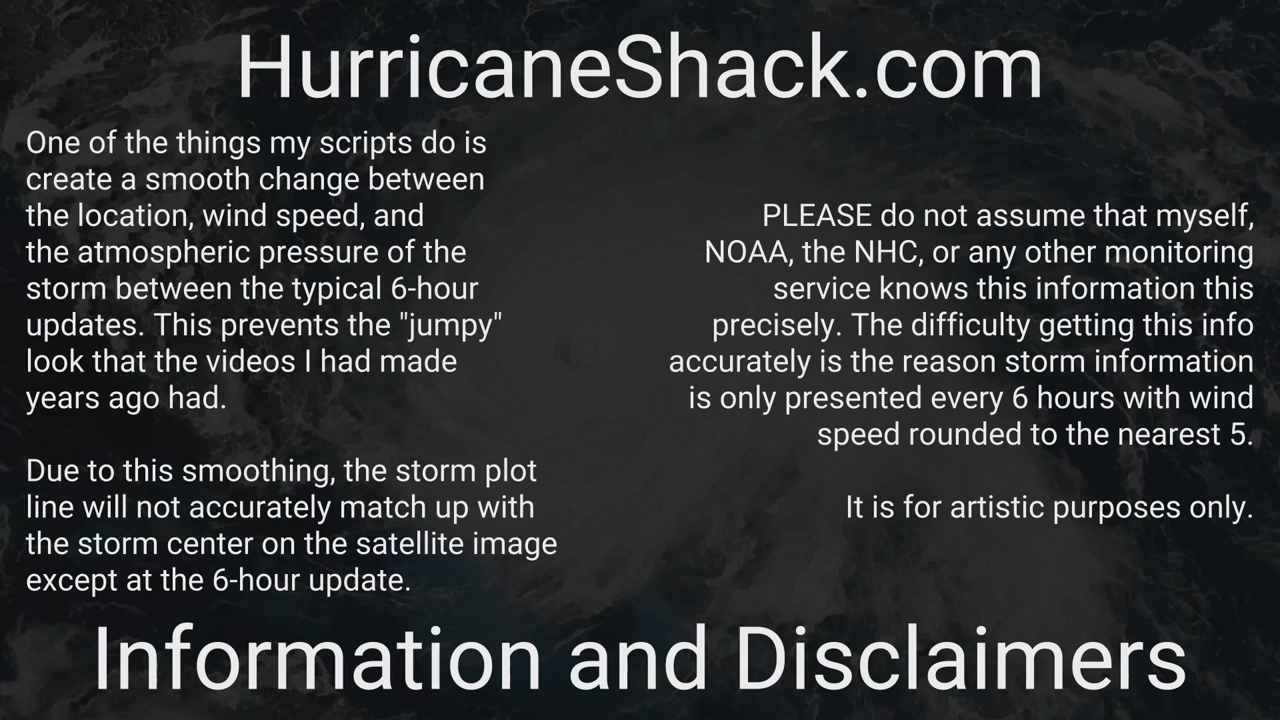 HurricaneShack.com
One of the things my scripts do is
create a smooth change between
the location, wind speed, and
the atmospheric pressure of the
storm between the typical 6-hour
updates. This prevents the "jumpy"
look that the videos I had made
years ago had.
Due to this smoothing, the storm plot
line will not accurately match up with
the storm center on the satellite image
except at the 6-hour update.
PLEASE do not assume that myself,
NOAA, the NHC, or any other monitoring
service knows this information this
precisely. The difficulty getting this info
accurately is the reason storm information
is only presented every 6 hours with wind
speed rounded to the nearest 5.
It is for artistic purposes only.
Information and Disclaimers